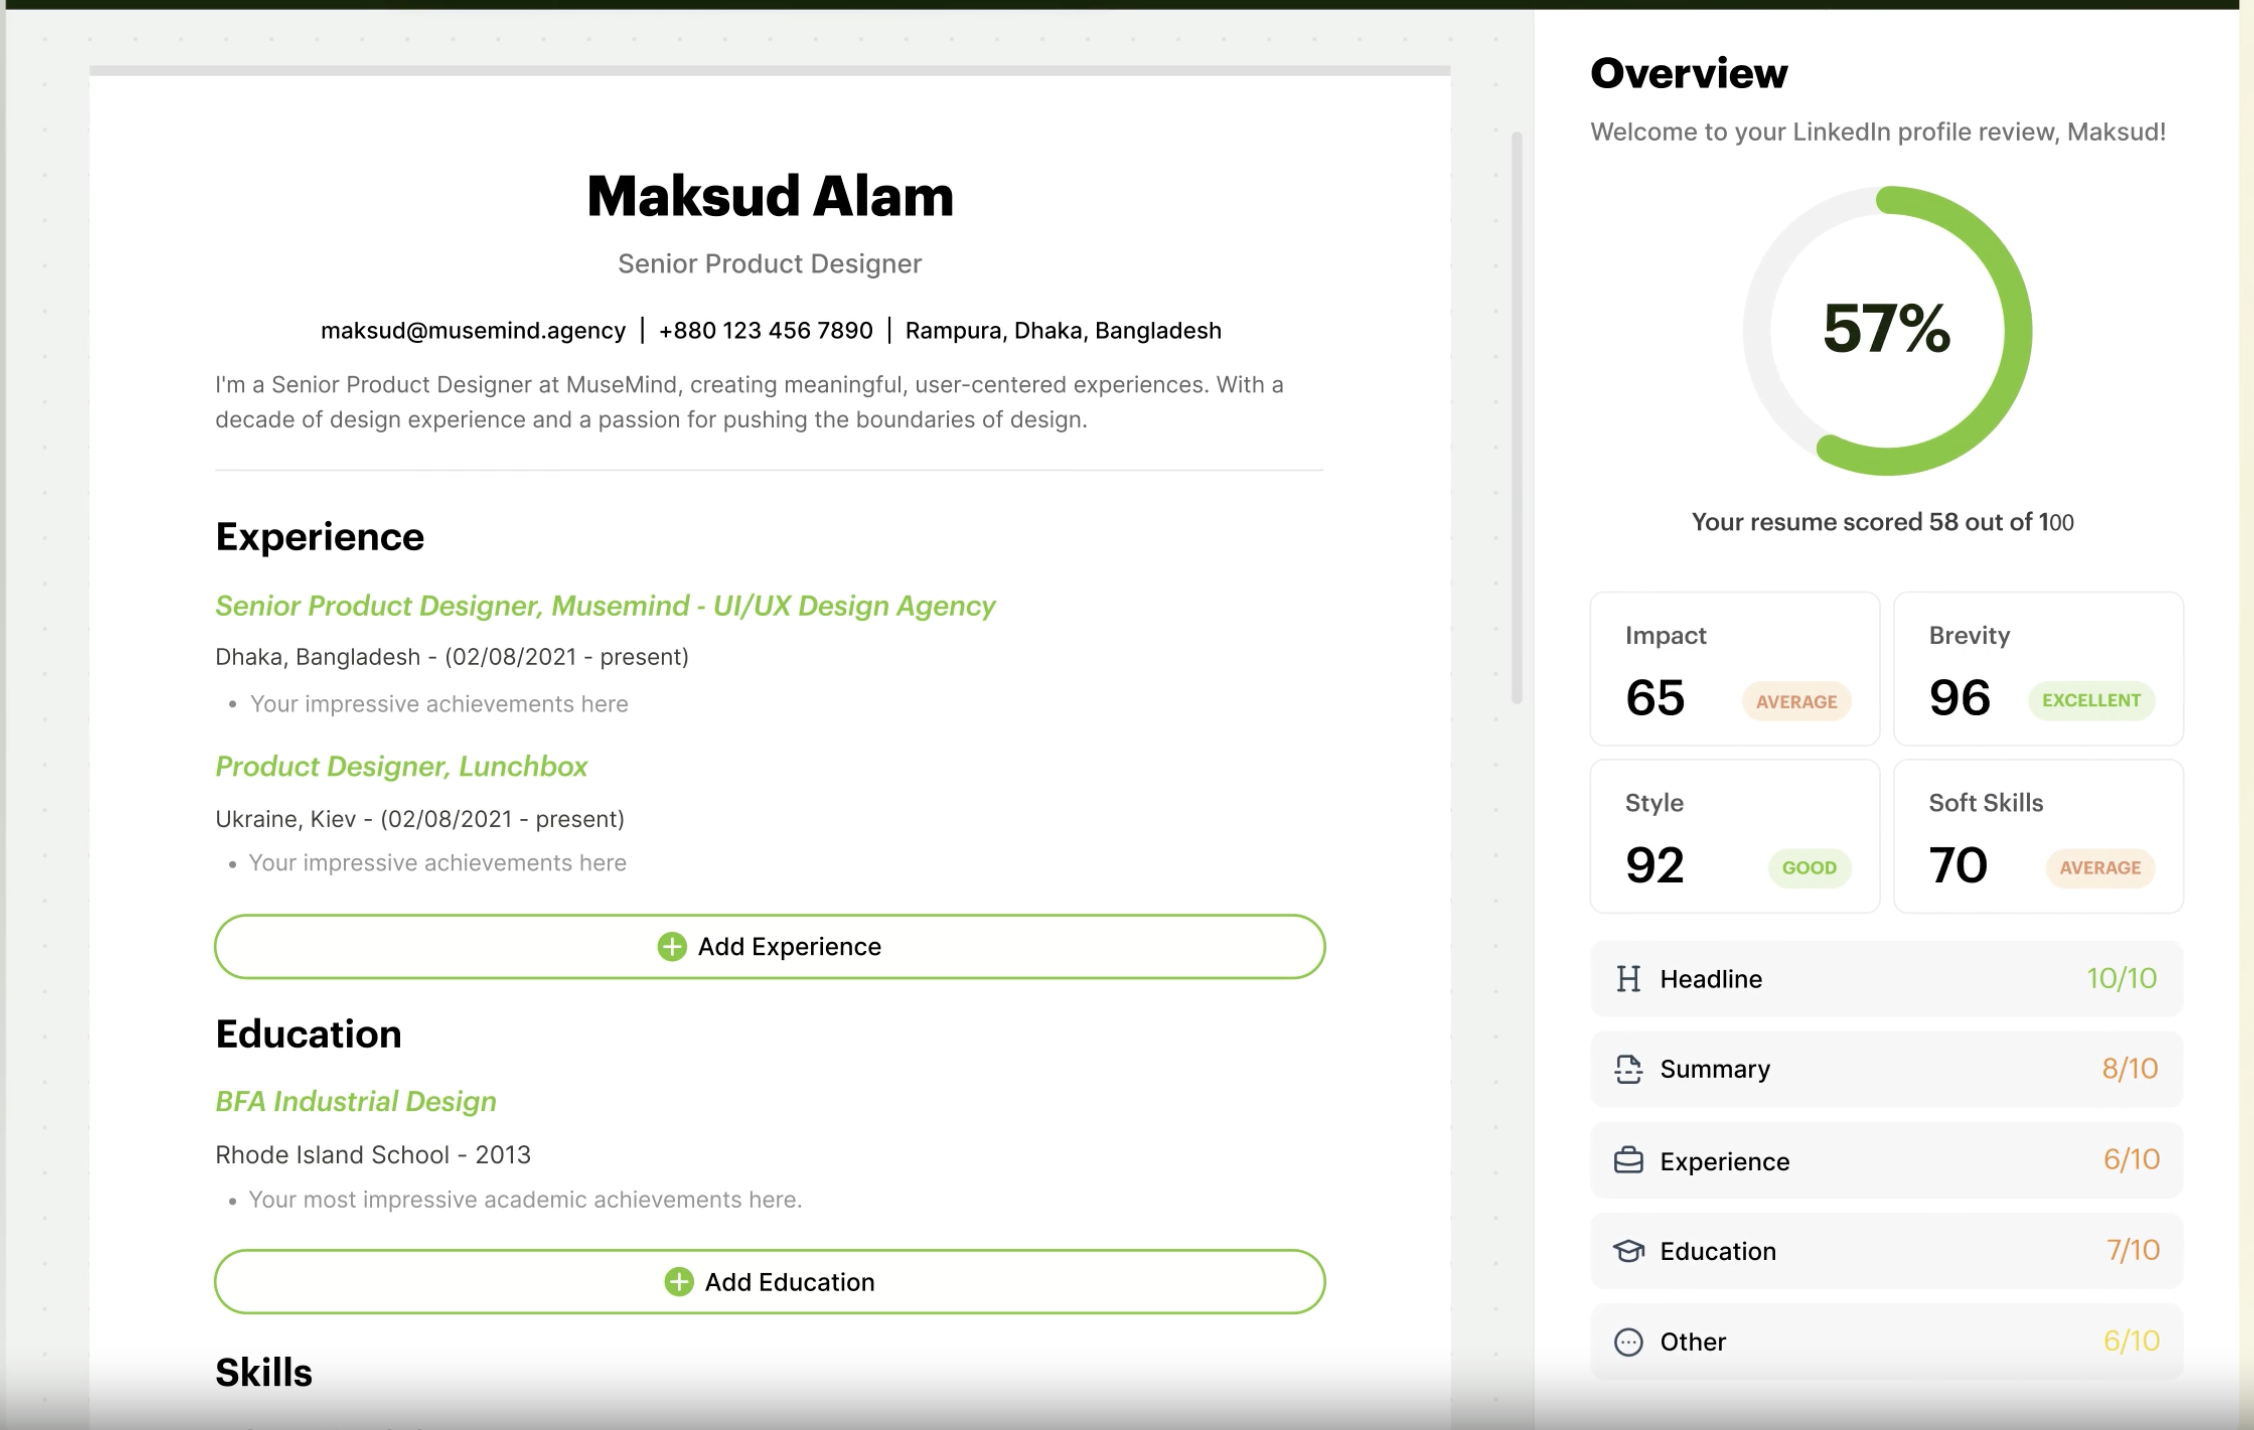 Maksud Alam
Senior Product Designer
maksud@musemind.agency | +880 123 456 7890 | Rampura, Dhaka, Bangladesh
I'm a Senior Product Designer at MuseMind, creating meaningful, user-centered experiences. With a
decade of design experience and a passion for pushing the boundaries of design.
Experience
Senior Product Designer, Musemind - UI/UX Design Agency
Dhaka, Bangladesh - (02/08/2021 - present)
• Your impressive achievements here
Product Designer, Lunchbox
Ukraine, Kiev - (02/08/2021 - present)
• Your impressive achievements here
Add Experience
Education
BFA Industrial Design
Rhode Island School - 2013
• Your most impressive academic achievements here.
Add Education
Skills
Overview
Welcome to your LinkedIn profile review, Maksud!
57%
Your resume scored 58 out of 100
Impact
65 AVERAGE
Brevity
96 EXCELLENT
Style
92 GOOD
Soft Skills
70 AVERAGE
Headline 10/10
Summary 8/10
Experience 6/10
Education 7/10
Other 6/10